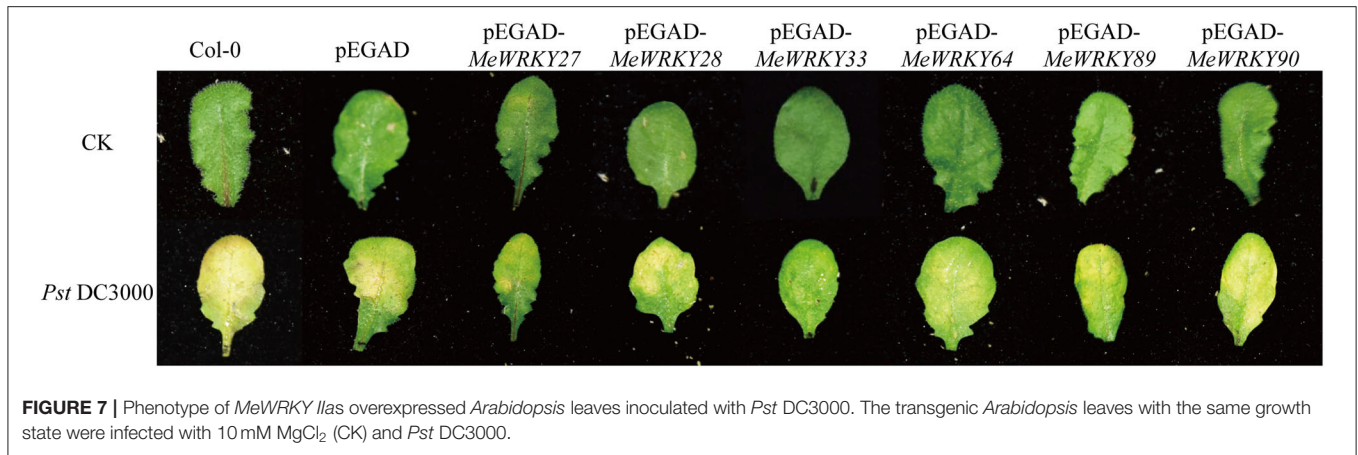 Col-0 pEGAD pEGAD- pEGAD- pEGAD- pEGAD- pEGAD- pEGAD-
MeWRKY27 MeWRKY28 MeWRKY33 MeWRKY64 MeWRKY89 MeWRKY90
CK
Pst DC3000
FIGURE 7 | Phenotype of MeWRKY IIas overexpressed Arabidopsis leaves inoculated with Pst DC3000. The transgenic Arabidopsis leaves with the same growth
state were infected with 10 mM MgCl₂ (CK) and Pst DC3000.